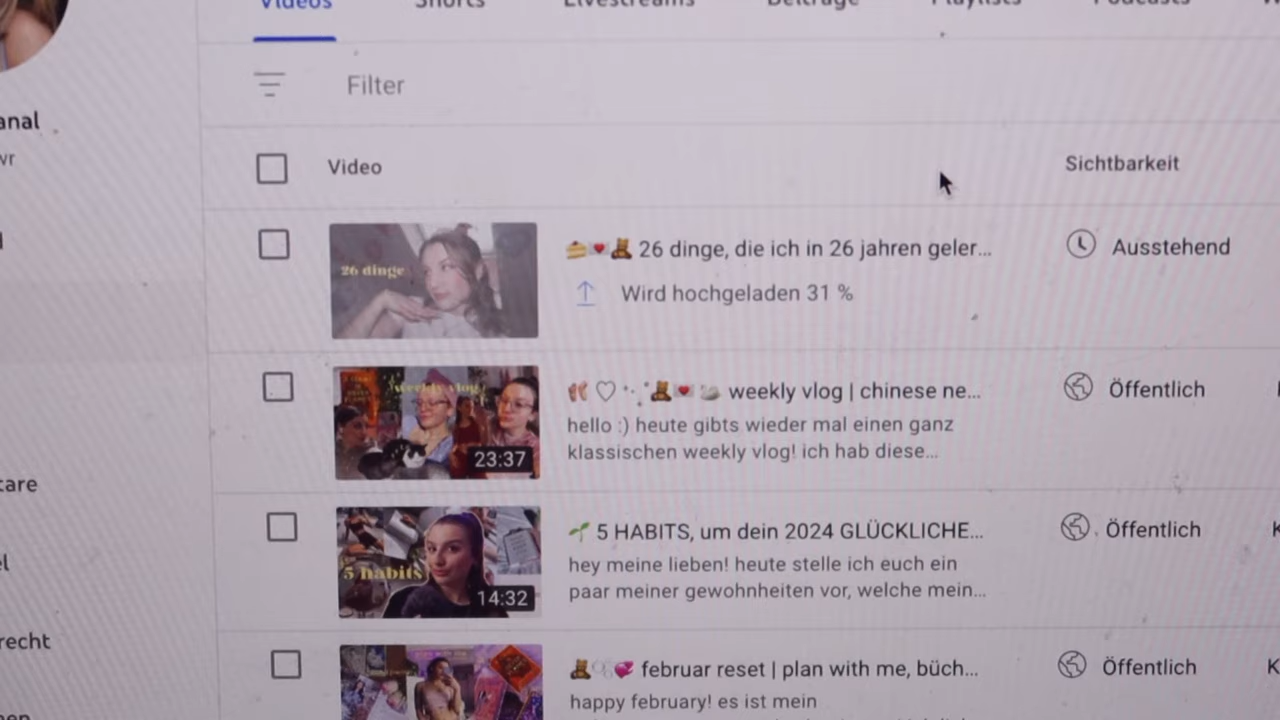 Videos Shorts Livestreams Beiträge Playlists Podcasts
Filter
Video Sichtbarkeit
26 dinge
26 dinge, die ich in 26 jahren geler... Ausstehend
Wird hochgeladen 31 %
weekly vlog
weekly vlog | chinese ne... Öffentlich
hello :) heute gibts wieder mal einen ganz
klassischen weekly vlog! ich hab diese...
23:37
5 HABITS, um dein 2024 GLÜCKLICHE... Öffentlich
hey meine lieben! heute stelle ich euch ein
5 habits
paar meiner gewohnheiten vor, welche mein...
14:32
februar reset | plan with me, büch... Öffentlich
happy february! es ist mein